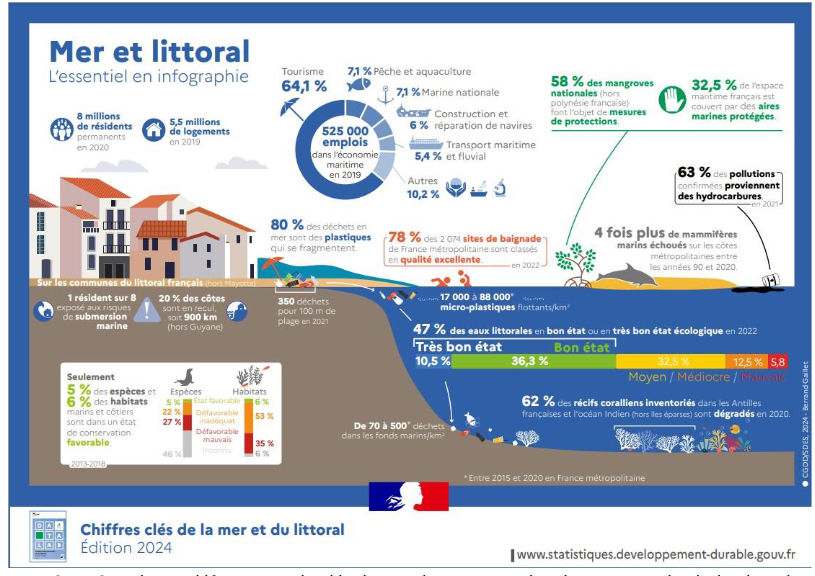 Mer et littoral
L'essentiel en infographie
8 millions
de résidents
permanents
en 2020
5,5 millions
de logements
en 2019
Tourisme
64,1 %
7,1 % Pêche et aquaculture
7,1 % Marine nationale
Construction et
6 % réparation de navires
Transport maritime
5,4 % et fluvial
Autres
10,2 %
525 000
emplois
dans l'économie
maritime
en 2019
58 % des mangroves
nationales (hors
polynésie française)
font l'objet de mesures
de protections.
32,5 % de l'espace
maritime français est
couvert par des aires
marines protégées.
63 % des pollutions
confirmées proviennent
des hydrocarbures.
en 2021
80 % des déchets en
mer sont des plastiques
qui se fragmentent.
78 % des 2 074 sites de baignade
de France métropolitaine sont classés
en qualité excellente.
en 2022
4 fois plus de mammifères
marins échoués sur les côtes
métropolitaines entre
les années 90 et 2020.
Sur les communes du littoral français (hors Mayotte)
1 résident sur 8
exposé aux risques
de submersion
marine
20 % des côtes
sont en recul,
soit 900 km
(hors Guyane)
350 déchets
pour 100 m de
plage en 2021
17 000 à 88 000*
micro-plastiques flottants/km²
47 % des eaux littorales en bon état ou en très bon état écologique en 2022
Très bon état
Bon état
10,5 %
36,3 %
32,5 %
12,5 %
5,8
Moyen / Médiocre / Mauvais
Seulement
5 % des espèces et
6 % des habitats
marins et côtiers
sont dans un état
de conservation
favorable.
2013-2018
Espèces
Habitats
5 % État favorable 6 %
22 % Défavorable inadéquat 53 %
27 % Défavorable mauvais 35 %
46 % Inconnu 6 %
62 % des récifs coralliens inventoriés dans les Antilles
françaises et l'océan Indien (hors îles éparses) sont dégradés en 2020.
De 70 à 500* déchets
dans les fonds marins/km²
*Entre 2015 et 2020 en France métropolitaine
© CGDD/SDES, 2024 - Bertrand Gaillet
DATA
Chiffres clés de la mer et du littoral
Édition 2024
www.statistiques.developpement-durable.gouv.fr